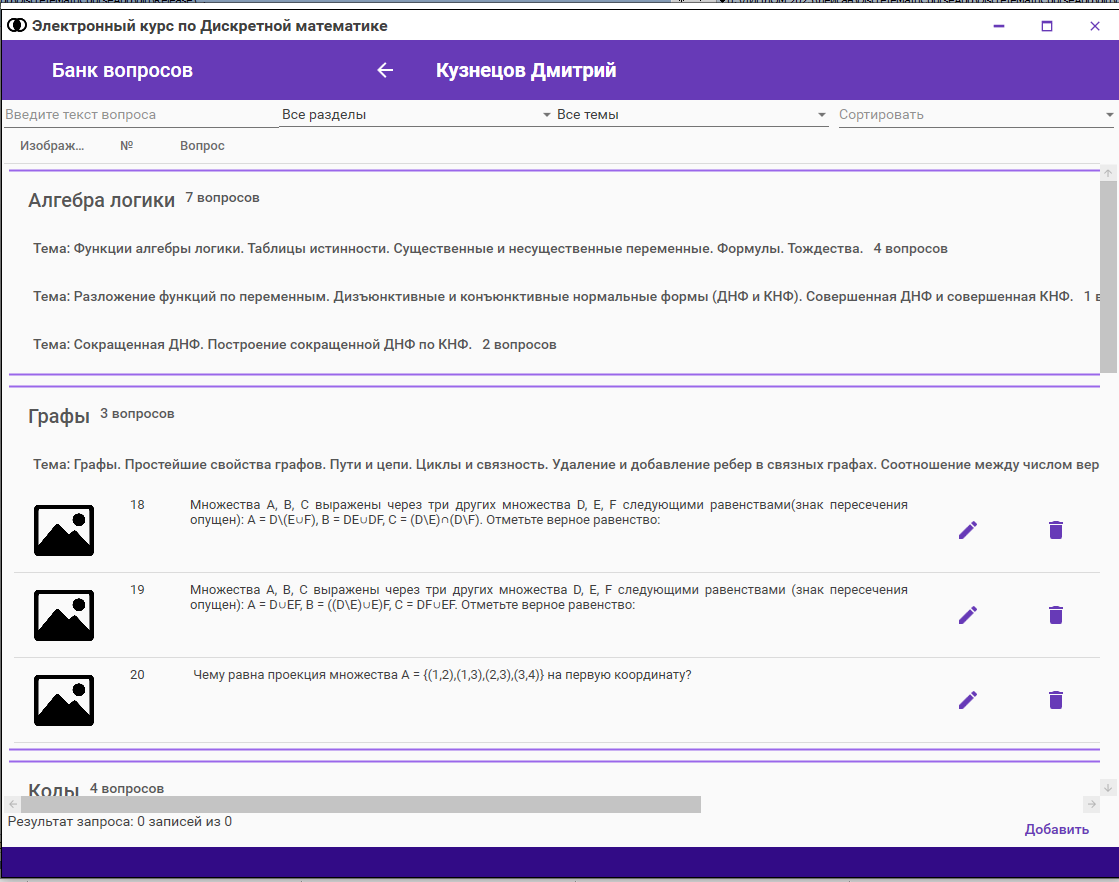 Электронный курс по Дискретной математике
Банк вопросов
Кузнецов Дмитрий
Введите текст вопроса
Все разделы
Все темы
Сортировать
Изображ...
№
Вопрос
Алгебра логики 7 вопросов
Тема: Функции алгебры логики. Таблицы истинности. Существенные и несущественные переменные. Формулы. Тождества. 4 вопросов
Тема: Разложение функций по переменным. Дизъюнктивные и конъюнктивные нормальные формы (ДНФ и КНФ). Совершенная ДНФ и совершенная КНФ. 1 в
Тема: Сокращенная ДНФ. Построение сокращенной ДНФ по КНФ. 2 вопросов
Графы 3 вопросов
Тема: Графы. Простейшие свойства графов. Пути и цепи. Циклы и связность. Удаление и добавление ребер в связных графах. Соотношение между числом вер
18
Множества A, B, C выражены через три других множества D, E, F следующими равенствами(знак пересечения
опущен): A = D\(E∪F), B = DE∪DF, C = (D\E)∩(D\F). Отметьте верное равенство:
19
Множества A, B, C выражены через три других множества D, E, F следующими равенствами (знак пересечения
опущен): A = D∪EF, B = ((D\E)∪E)F, C = DF∪EF. Отметьте верное равенство:
20
Чему равна проекция множества A = {(1,2),(1,3),(2,3),(3,4)} на первую координату?
Коды 4 вопросов
Результат запроса: 0 записей из 0
Добавить